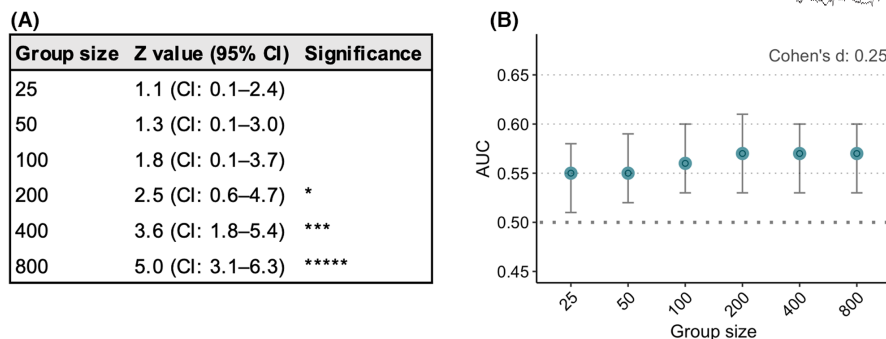 (A)
Group size Z value (95% CI) Significance
25 1.1 (CI: 0.1–2.4)
50 1.3 (CI: 0.1–3.0)
100 1.8 (CI: 0.1–3.7)
200 2.5 (CI: 0.6–4.7) *
400 3.6 (CI: 1.8–5.4) ***
800 5.0 (CI: 3.1–6.3) *****
(B)
Cohen's d: 0.25
AUC
0.65
0.60
0.55
0.50
0.45
25 50 100 200 400 800
Group size